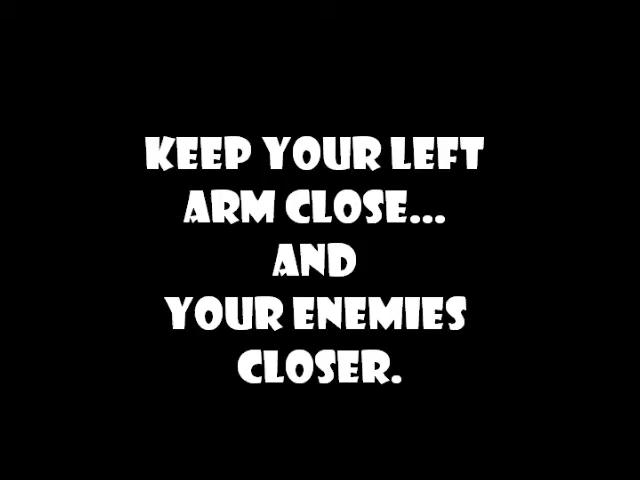 KEEP YOUR LEFT
ARM CLOSE...
AND
YOUR ENEMIES
CLOSER.